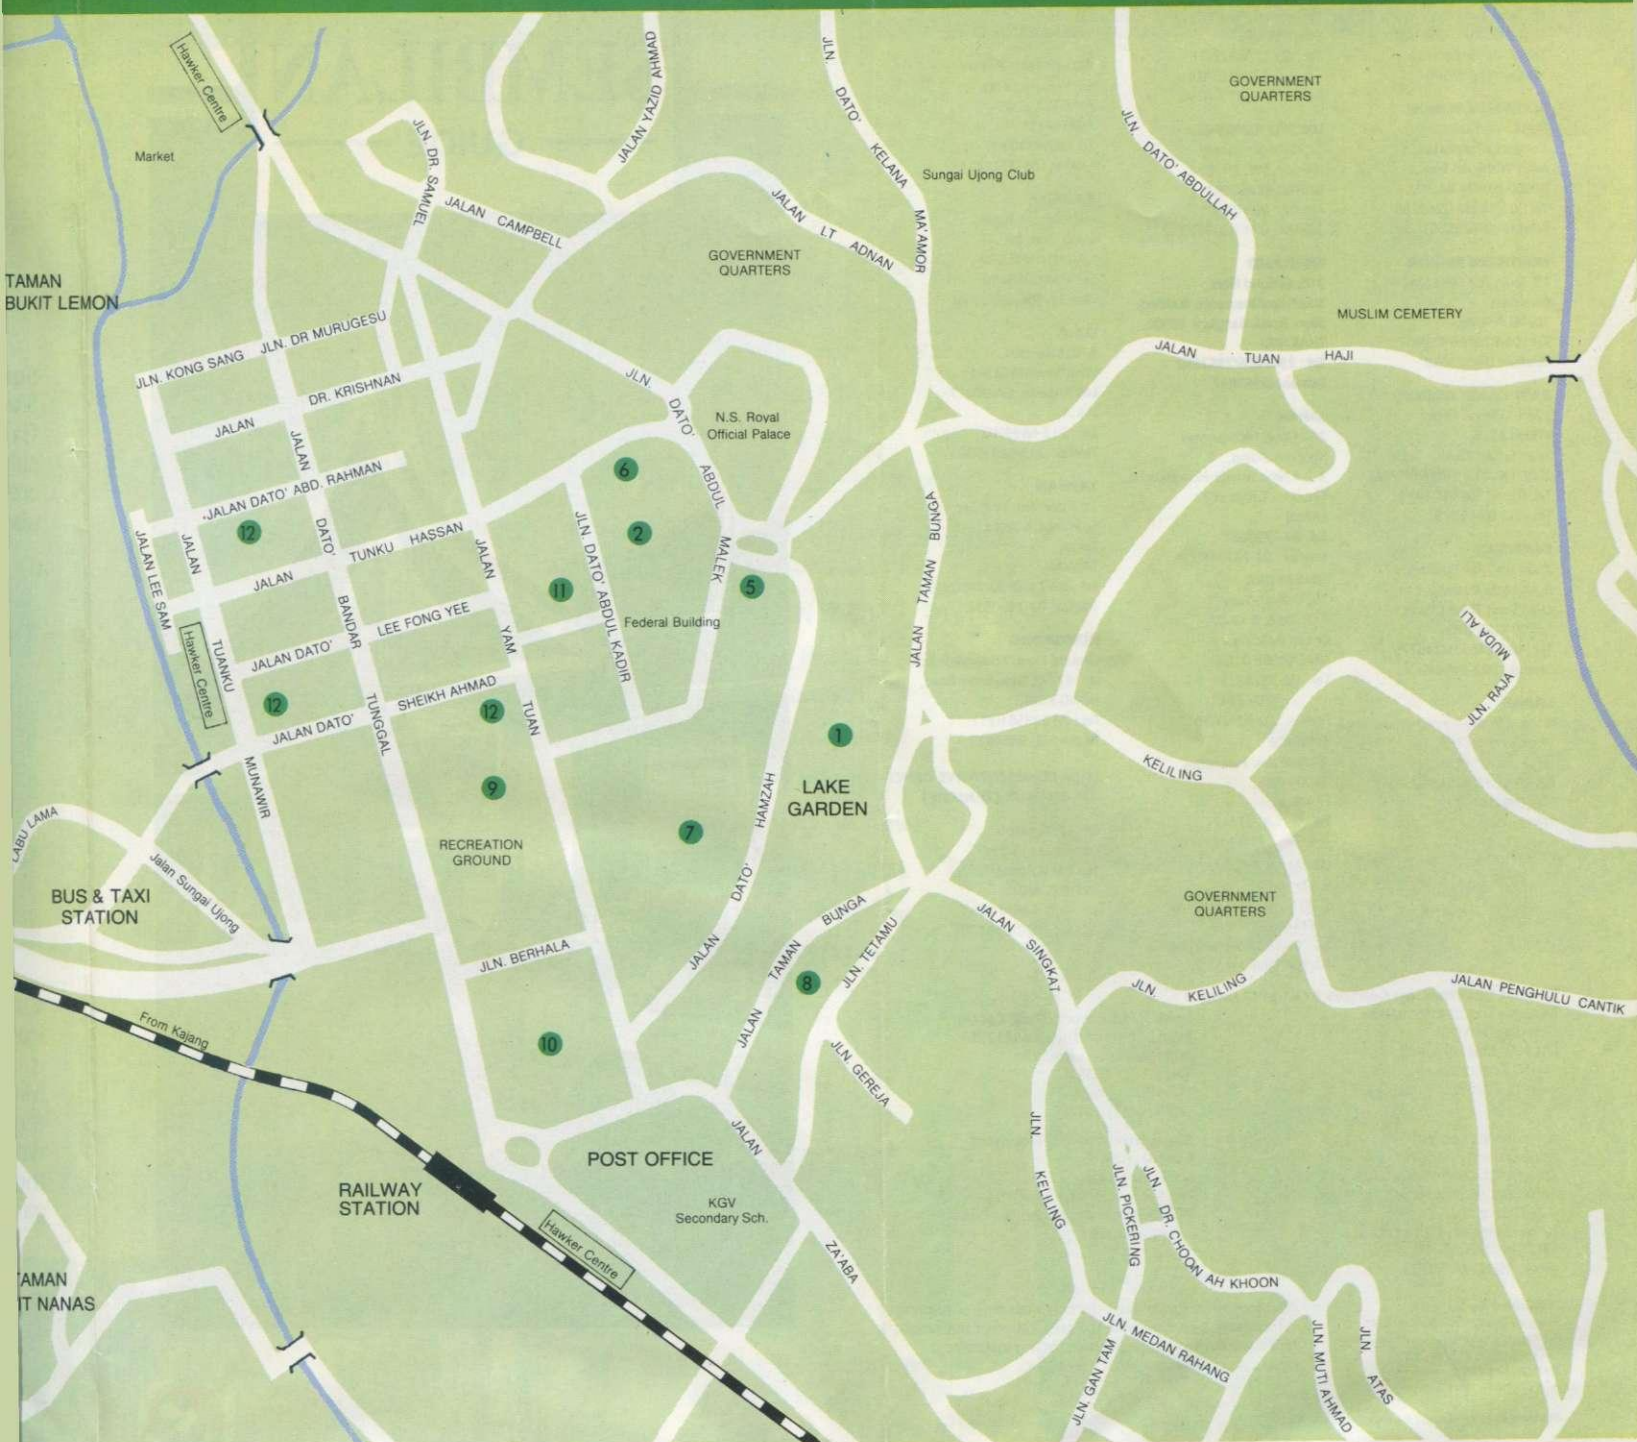 Hawker Centre
Market
TAMAN
BUKIT LEMON
JLN. DR. SAMUEL
JALAN CAMPBELL
JALAN YAZID AHMAD
JLN. DATO' KELANA MA'AMOR
Sungai Ujong Club
GOVERNMENT
QUARTERS
JLN. DATO' ABDULLAH
JALAN LT ADNAN
GOVERNMENT
QUARTERS
MUSLIM CEMETERY
JALAN TUAN HAJI
JLN. KONG SANG
JLN. DR MURUGESU
JALAN DR. KRISHNAN
JLN. DATO' ABDUL MALEK
N.S. Royal
Official Palace
JALAN DATO' ABD. RAHMAN
12
6
2
11
5
JALAN LEE SAM
JALAN TUANKU MUNAWIR
JALAN DATO' BANDAR TUNGGAL
JALAN TUNKU HASSAN
JALAN YAM TUAN
JLN. DATO' ABDUL KADIR
Federal Building
JALAN TAMAN BUNGA
JALAN DATO' LEE FONG YEE
Hawker Centre
12
JALAN DATO' SHEIKH AHMAD
12
9
RECREATION
GROUND
7
1
LAKE
GARDEN
JALAN DATO' HAMZAH
KELILING
JLN. RAJA
MUDA ALI
LABU LAMA
Jalan Sungai Ujong
BUS & TAXI
STATION
JLN. BERHALA
JALAN TAMAN BUNGA
JLN. TETAMU
8
JALAN SINGKAT
GOVERNMENT
QUARTERS
JLN. KELILING
JALAN PENGHULU CANTIK
From Kajang
10
JLN. GEREJA
POST OFFICE
JALAN ZA'ABA
JLN. KELILING
JLN. PICKERING
JLN. DR. CHOON AH KHOON
RAILWAY
STATION
KGV
Secondary Sch.
Hawker Centre
TAMAN
IT NANAS
JLN. MEDAN RAHANG
JLN. GAN TAM
JLN. MUTI AHMAD
JLN. ATAS